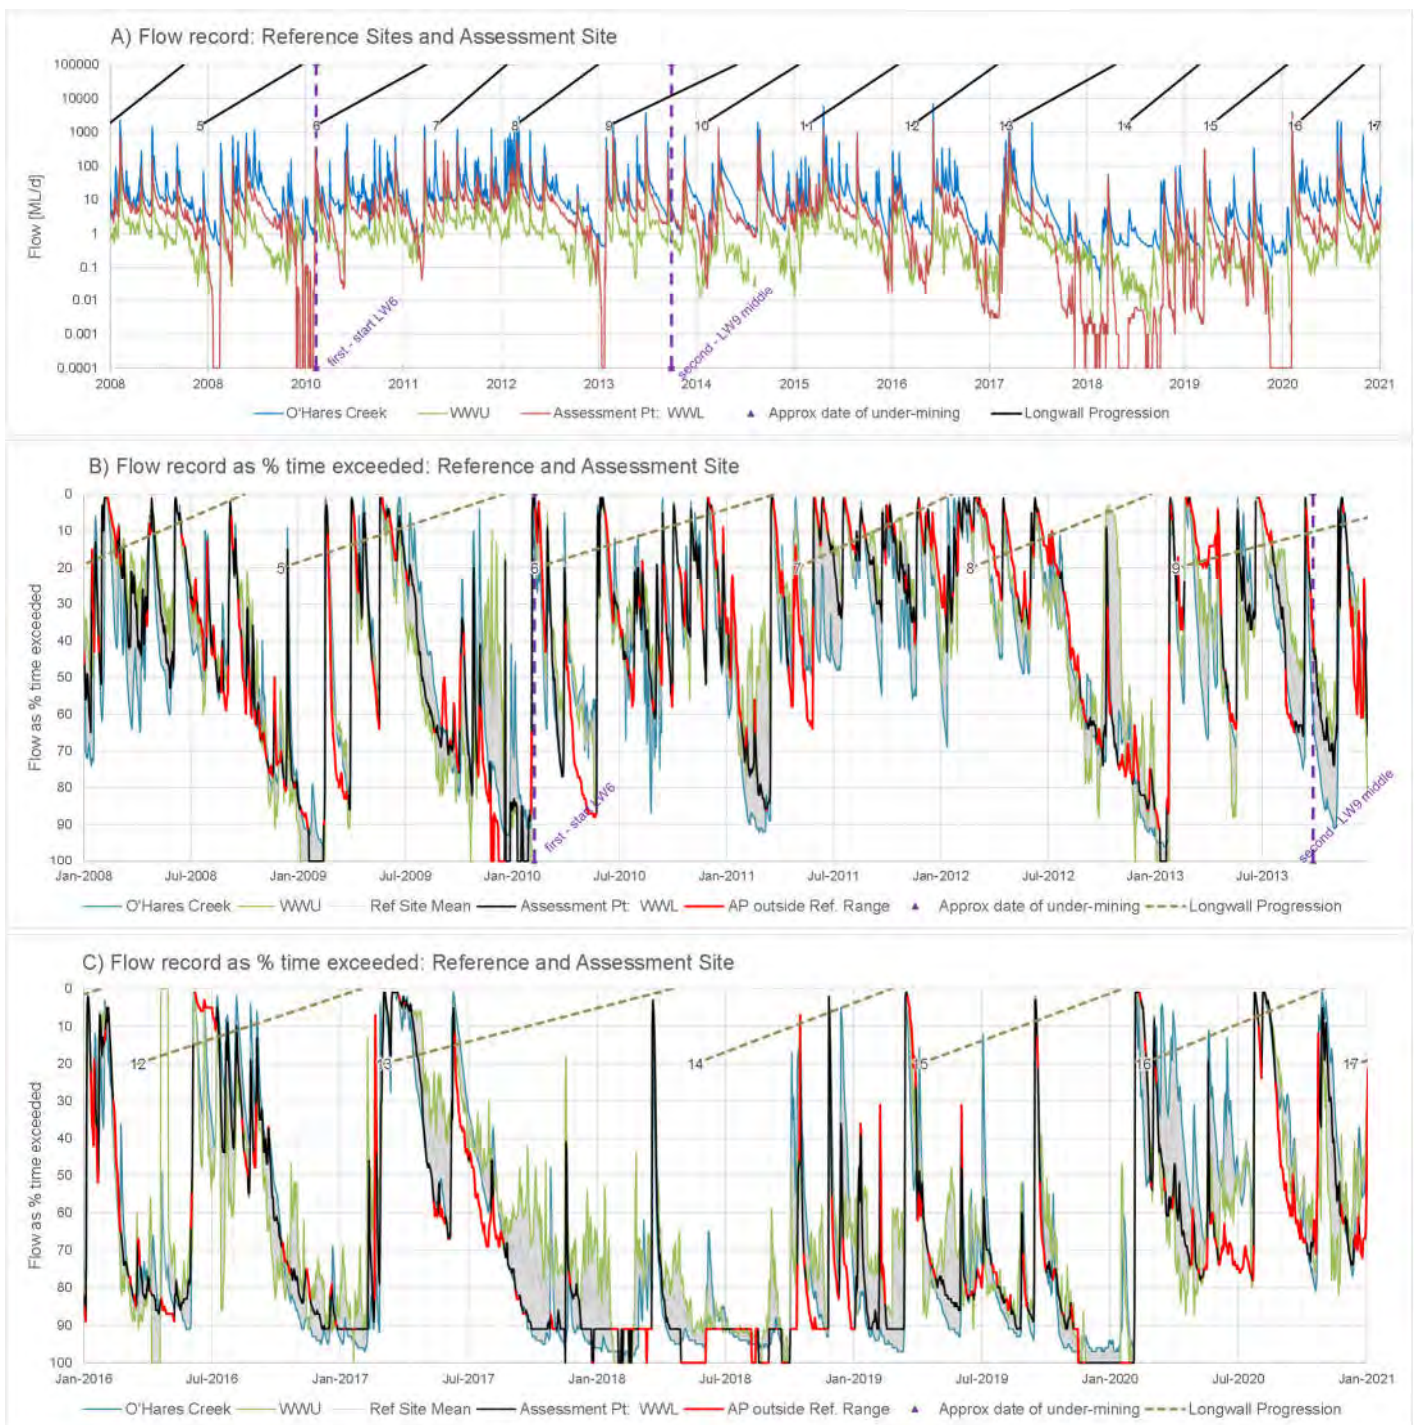 A) Flow record: Reference Sites and Assessment Site
Flow [ML/d]
100000
10000
1000
100
10
1
0.1
0.01
0.001
0.0001
5 6 7 8 9 10 11 12 13 14 15 16 17
first - start LW6
second - LW9 middle
2008 2008 2010 2011 2012 2013 2014 2015 2016 2017 2018 2019 2020 2021
O'Hares Creek WWU Assessment Pt: WWL Approx date of under-mining Longwall Progression
B) Flow record as % time exceeded: Reference and Assessment Site
Flow as % time exceeded
0
10
20
30
40
50
60
70
80
90
100
5 6 7 8 9
first - start LW6
second - LW9 middle
Jan-2008 Jul-2008 Jan-2009 Jul-2009 Jan-2010 Jul-2010 Jan-2011 Jul-2011 Jan-2012 Jul-2012 Jan-2013 Jul-2013
O'Hares Creek WWU Ref Site Mean Assessment Pt: WWL AP outside Ref. Range Approx date of under-mining Longwall Progression
C) Flow record as % time exceeded: Reference and Assessment Site
Flow as % time exceeded
0
10
20
30
40
50
60
70
80
90
100
12 13 14 15 16 17
Jan-2016 Jul-2016 Jan-2017 Jul-2017 Jan-2018 Jul-2018 Jan-2019 Jul-2019 Jan-2020 Jul-2020 Jan-2021
O'Hares Creek WWU Ref Site Mean Assessment Pt: WWL AP outside Ref. Range Approx date of under-mining Longwall Progression